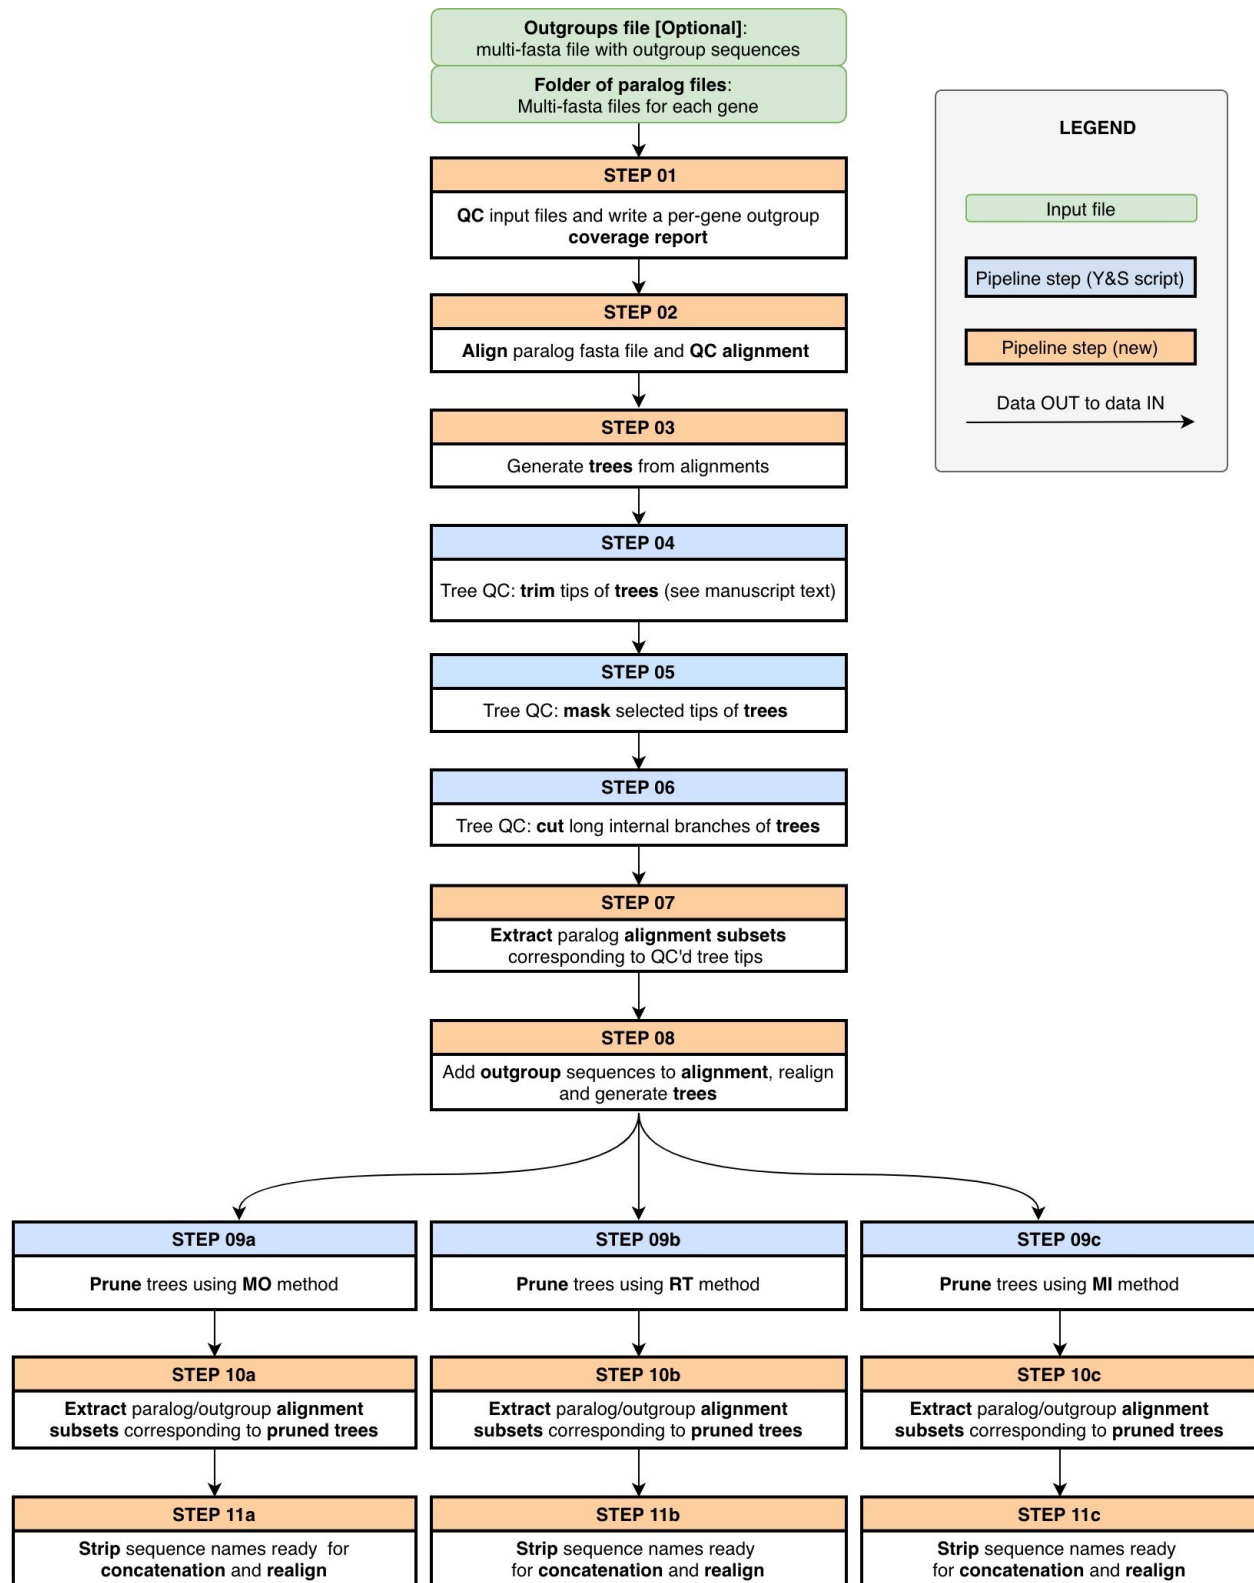 Outgroups file [Optional]:
multi-fasta file with outgroup sequences
Folder of paralog files:
Multi-fasta files for each gene
LEGEND
Input file
Pipeline step (Y&S script)
Pipeline step (new)
Data OUT to data IN
STEP 01
QC input files and write a per-gene outgroup
coverage report
STEP 02
Align paralog fasta file and QC alignment
STEP 03
Generate trees from alignments
STEP 04
Tree QC: trim tips of trees (see manuscript text)
STEP 05
Tree QC: mask selected tips of trees
STEP 06
Tree QC: cut long internal branches of trees
STEP 07
Extract paralog alignment subsets
corresponding to QC'd tree tips
STEP 08
Add outgroup sequences to alignment, realign
and generate trees
STEP 09a
Prune trees using MO method
STEP 09b
Prune trees using RT method
STEP 09c
Prune trees using MI method
STEP 10a
Extract paralog/outgroup alignment
subsets corresponding to pruned trees
STEP 10b
Extract paralog/outgroup alignment
subsets corresponding to pruned trees
STEP 10c
Extract paralog/outgroup alignment
subsets corresponding to pruned trees
STEP 11a
Strip sequence names ready for
concatenation and realign
STEP 11b
Strip sequence names ready
for concatenation and realign
STEP 11c
Strip sequence names ready
for concatenation and realign